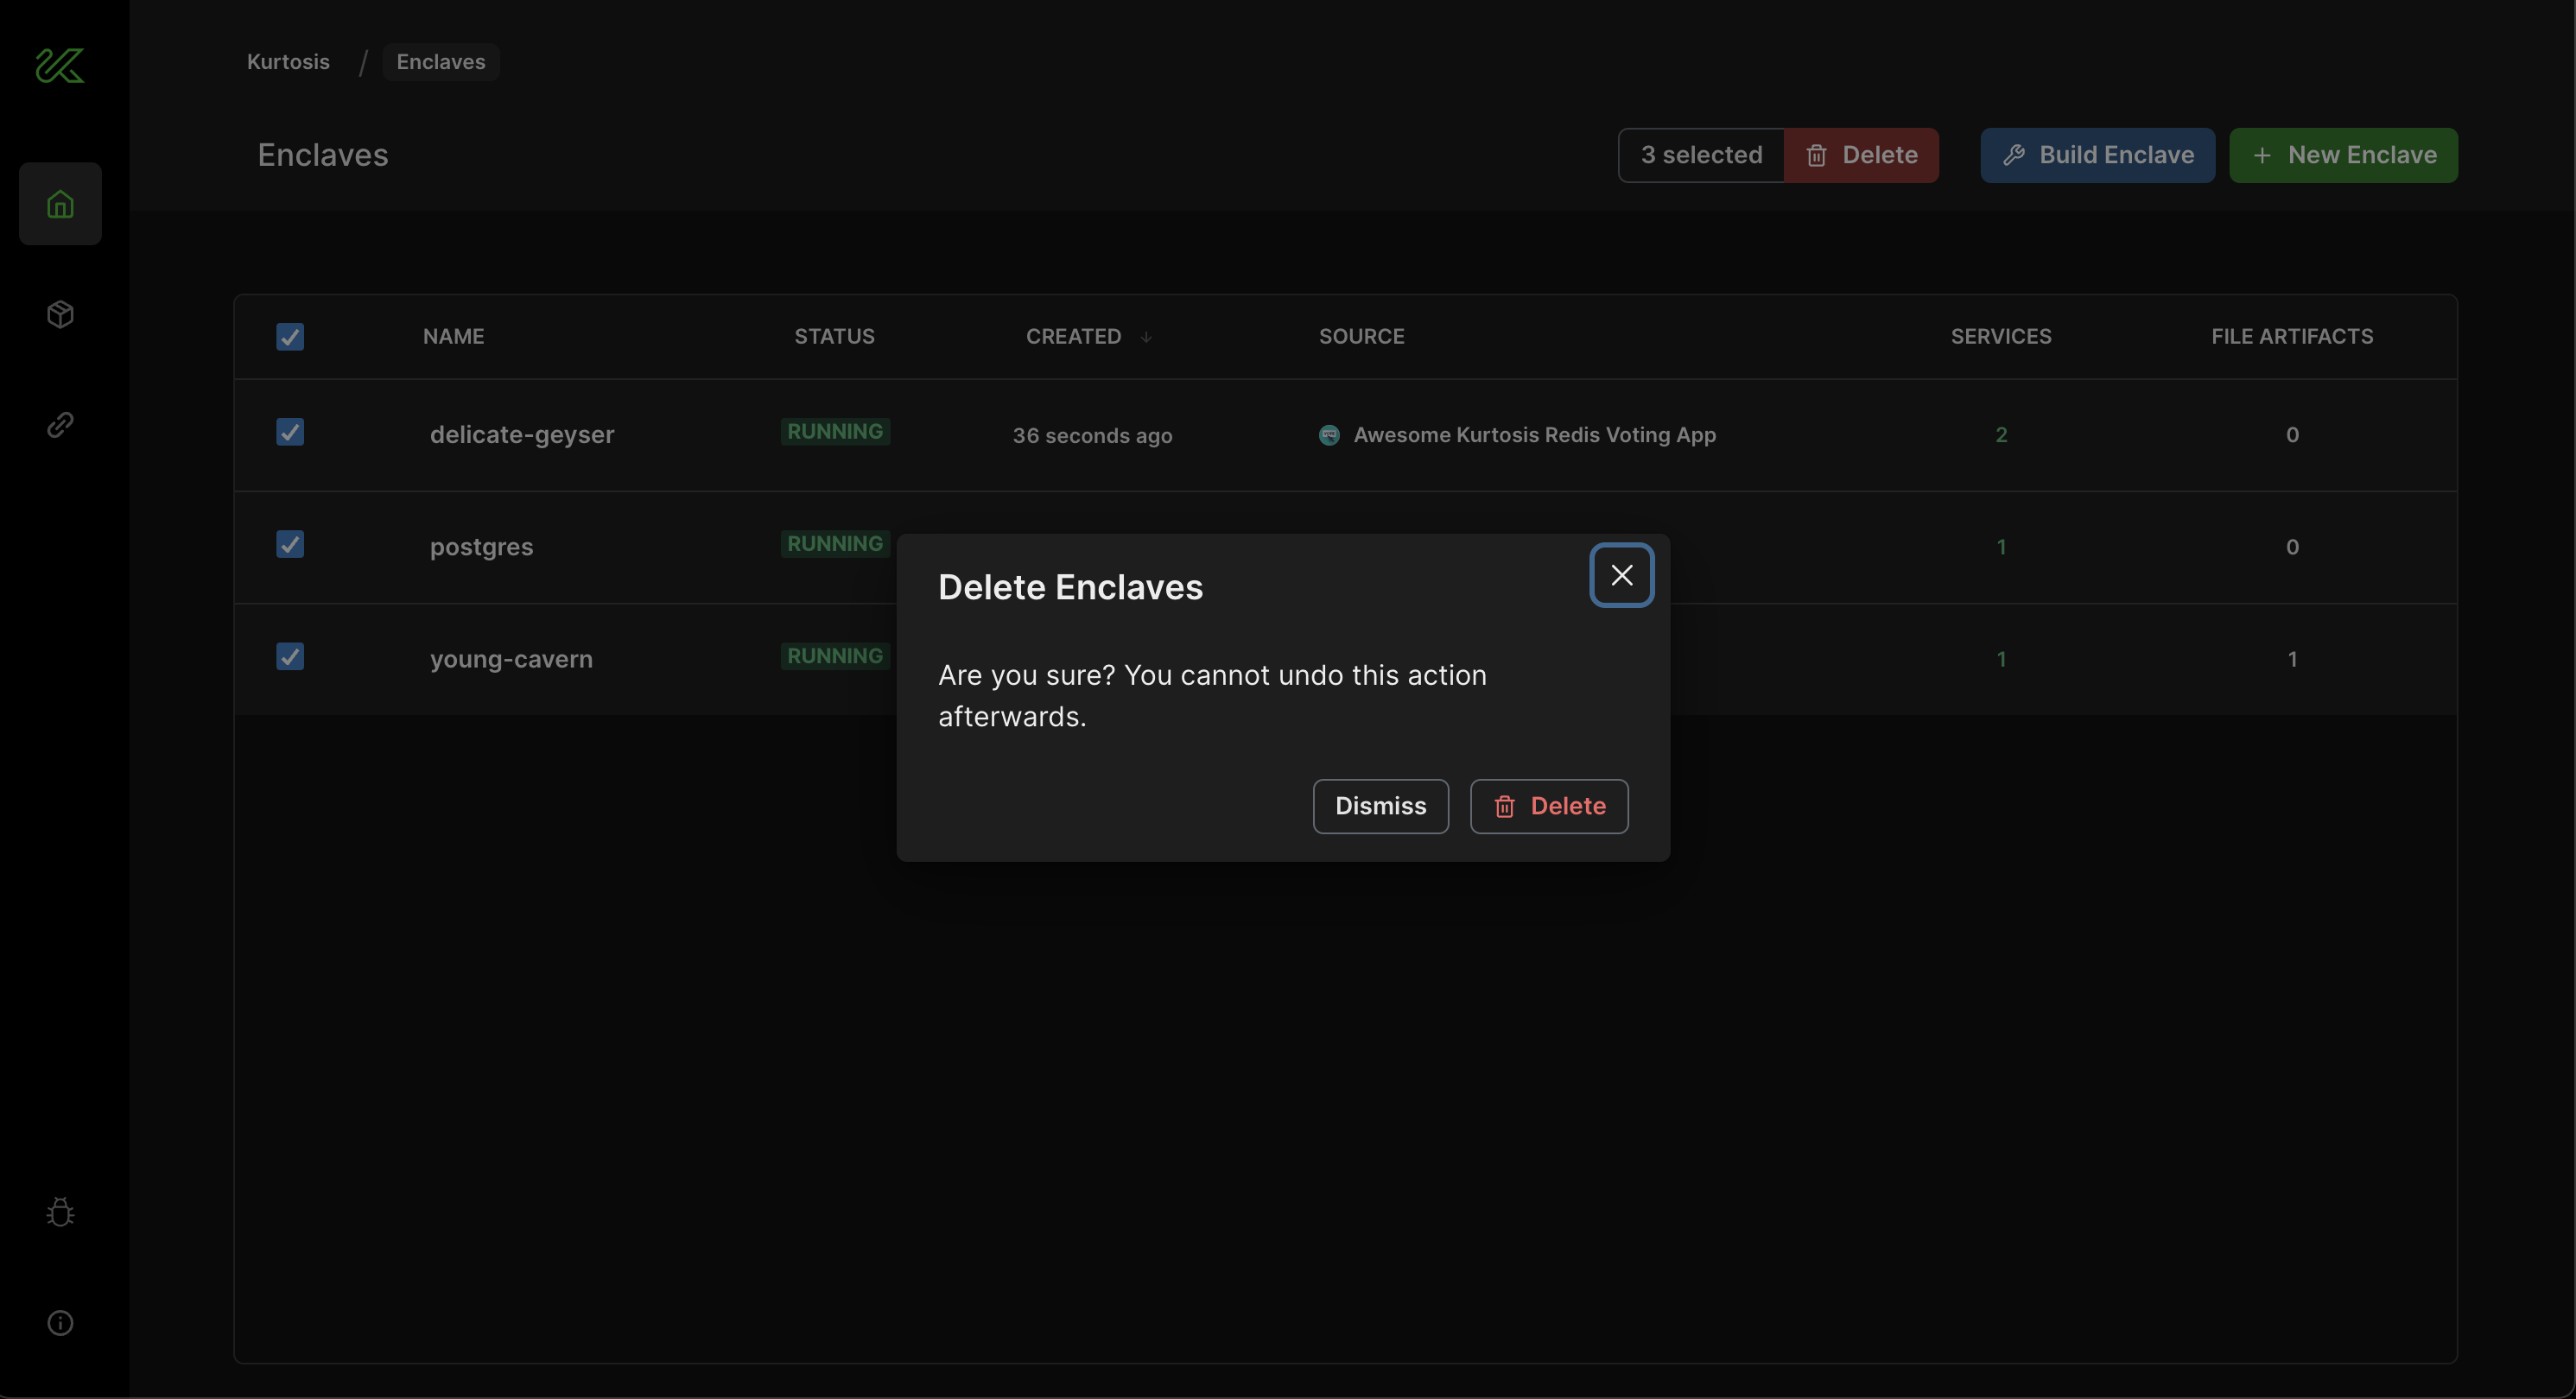 Kurtosis / Enclaves
Enclaves
3 selected Delete Build Enclave New Enclave
NAME STATUS CREATED SOURCE SERVICES FILE ARTIFACTS
delicate-geyser RUNNING 36 seconds ago Awesome Kurtosis Redis Voting App 2 0
postgres RUNNING 1 0
young-cavern RUNNING 1 1
Delete Enclaves
Are you sure? You cannot undo this action
afterwards.
Dismiss Delete